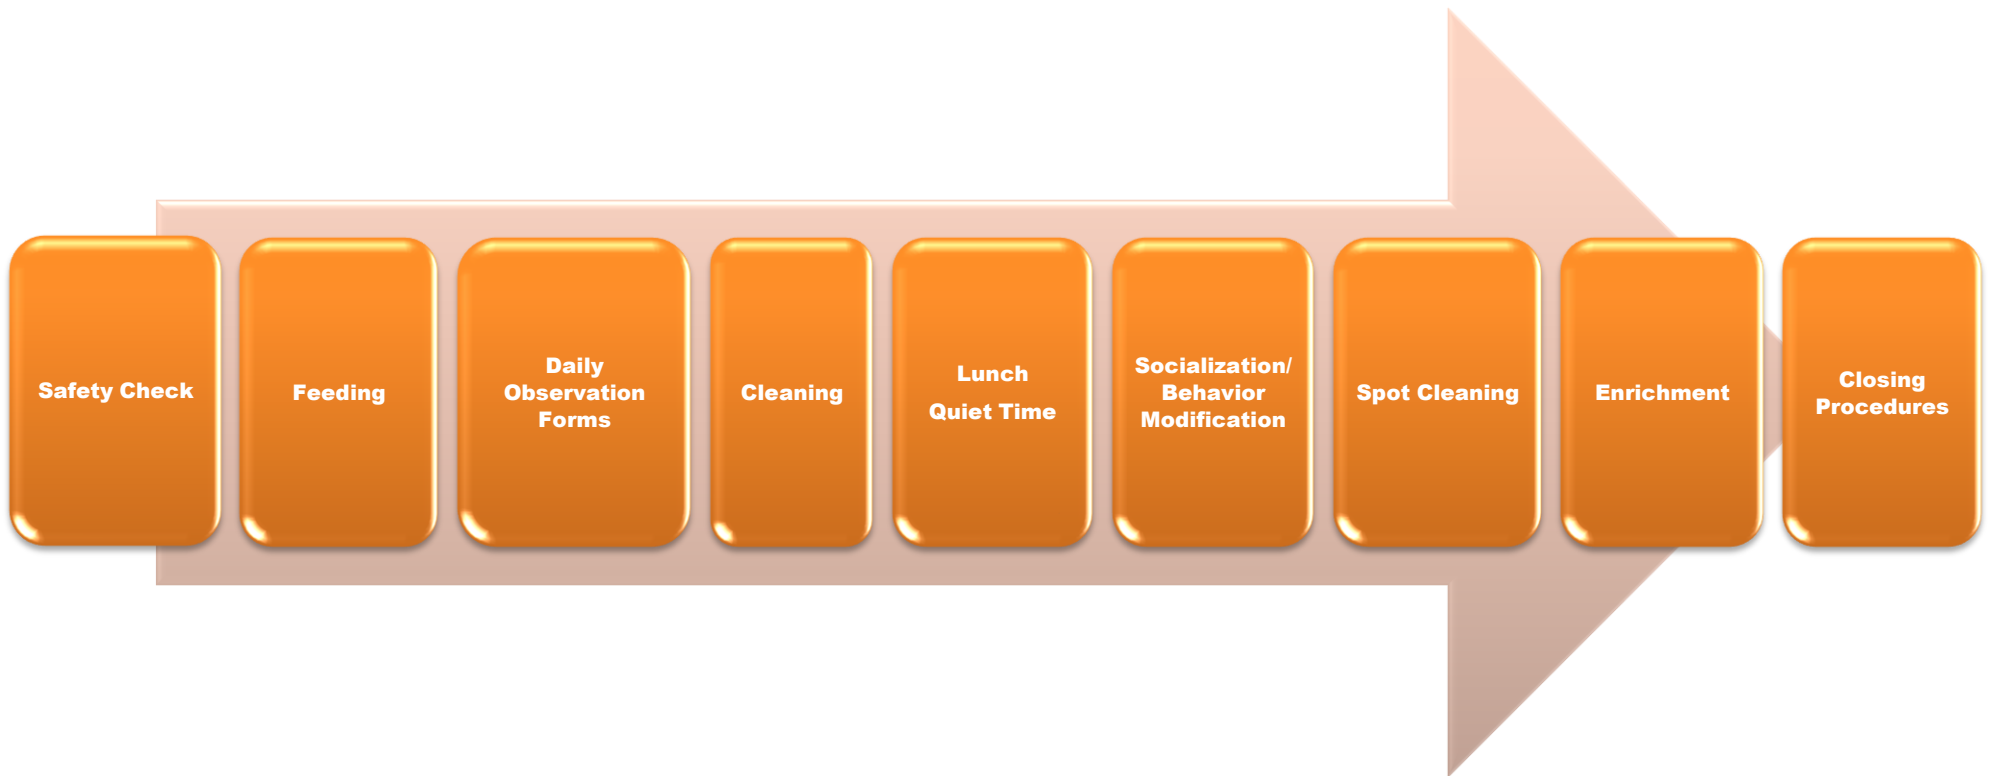 Safety Check
Feeding
Daily
Observation
Forms
Cleaning
Lunch
Quiet Time
Socialization/
Behavior
Modification
Spot Cleaning
Enrichment
Closing
Procedures